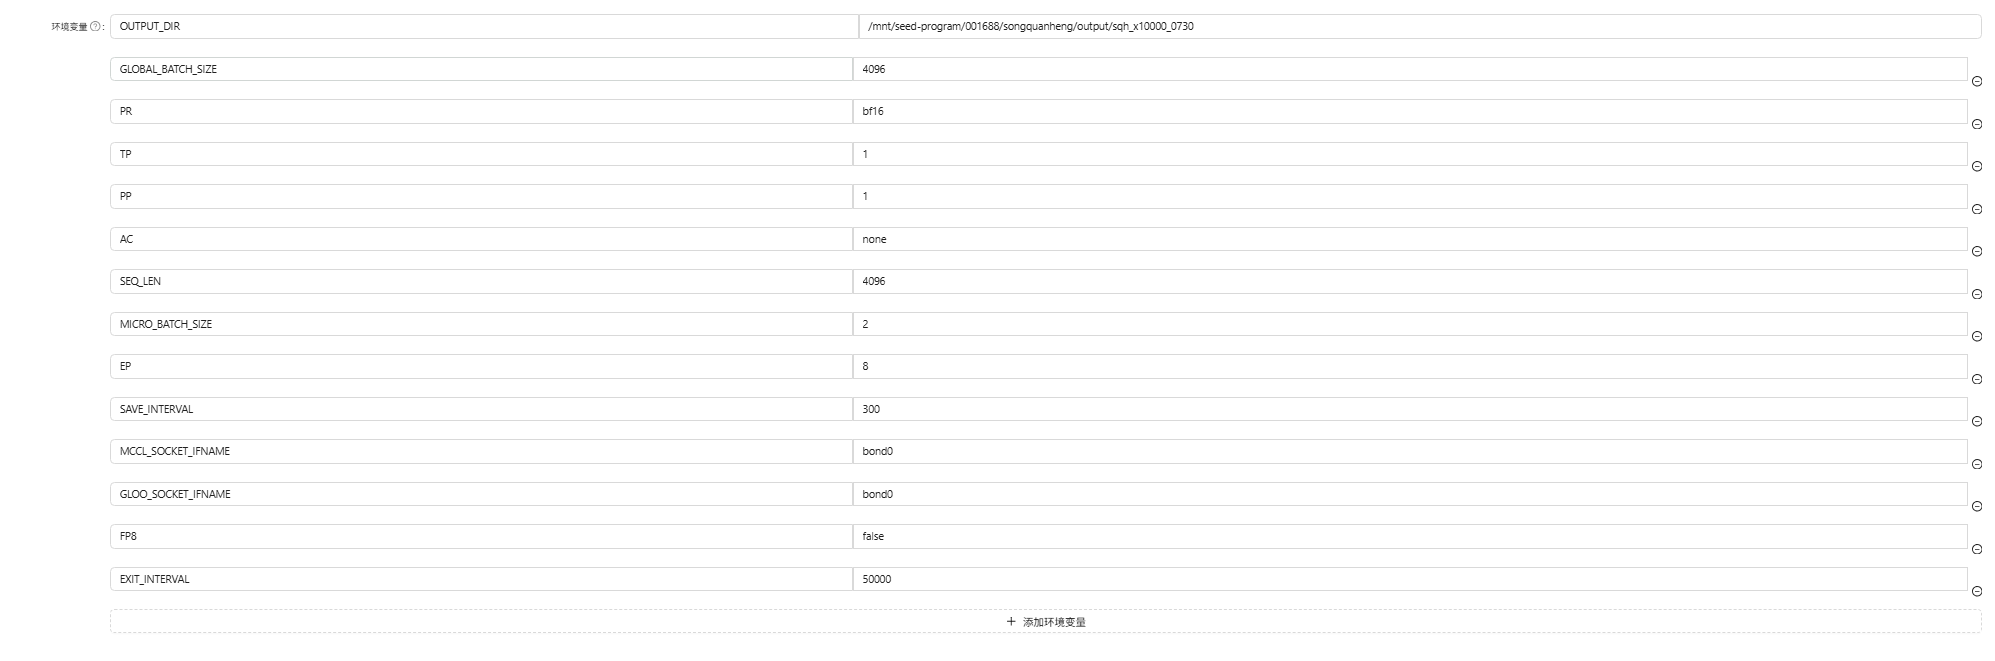 环境变量 ? : OUTPUT_DIR /mnt/seed-program/001688/songquanheng/output/sqh_x10000_0730
GLOBAL_BATCH_SIZE 4096
PR bf16
TP 1
PP 1
AC none
SEQ_LEN 4096
MICRO_BATCH_SIZE 2
EP 8
SAVE_INTERVAL 300
MCCL_SOCKET_IFNAME bond0
GLOO_SOCKET_IFNAME bond0
FP8 false
EXIT_INTERVAL 50000
+ 添加环境变量